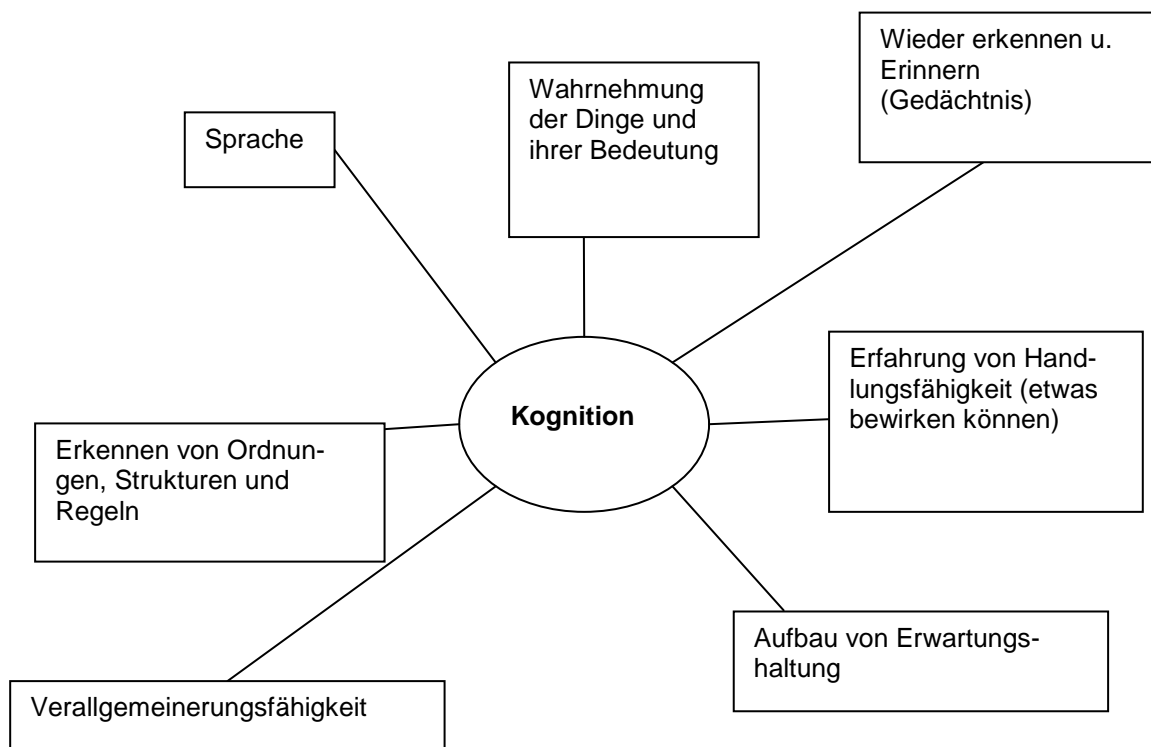 Wieder erkennen u.
Erinnern
(Gedächtnis)
Wahrnehmung
der Dinge und
ihrer Bedeutung
Sprache
Erfahrung von Hand-
lungsfähigkeit (etwas
bewirken können)
Kognition
Erkennen von Ordnun-
gen, Strukturen und
Regeln
Aufbau von Erwartungs-
haltung
Verallgemeinerungsfähigkeit